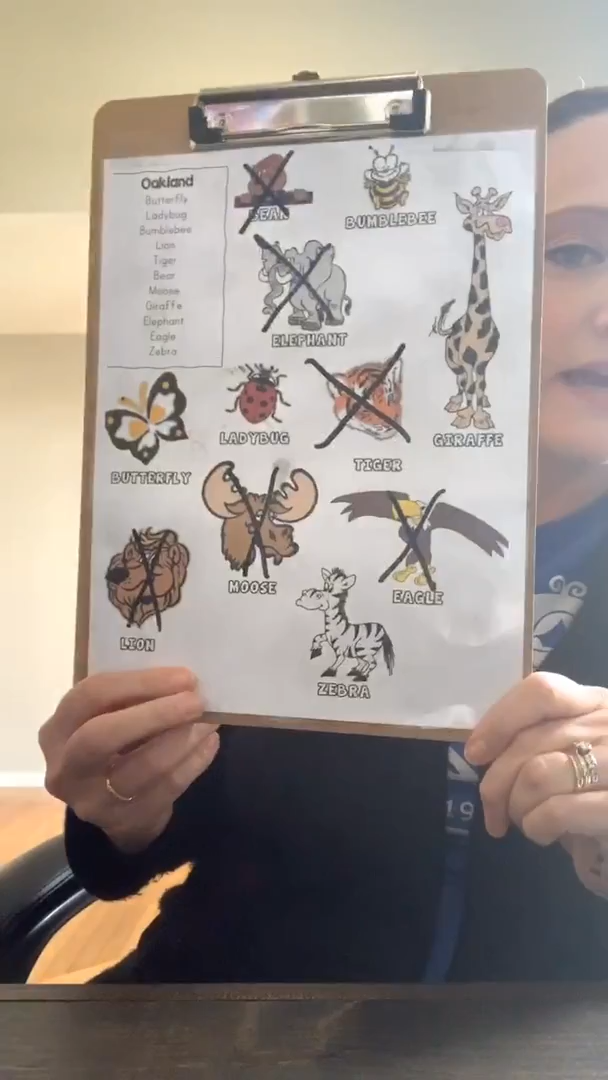 Oakland
Butterfly
Ladybug
Bumblebee
Lion
Tiger
Bear
Moose
Giraffe
Elephant
Eagle
Zebra
BEAR
BUMBLEBEE
ELEPHANT
LADYBUG
TIGER
GIRAFFE
BUTTERFLY
MOOSE
EAGLE
LION
ZEBRA
19